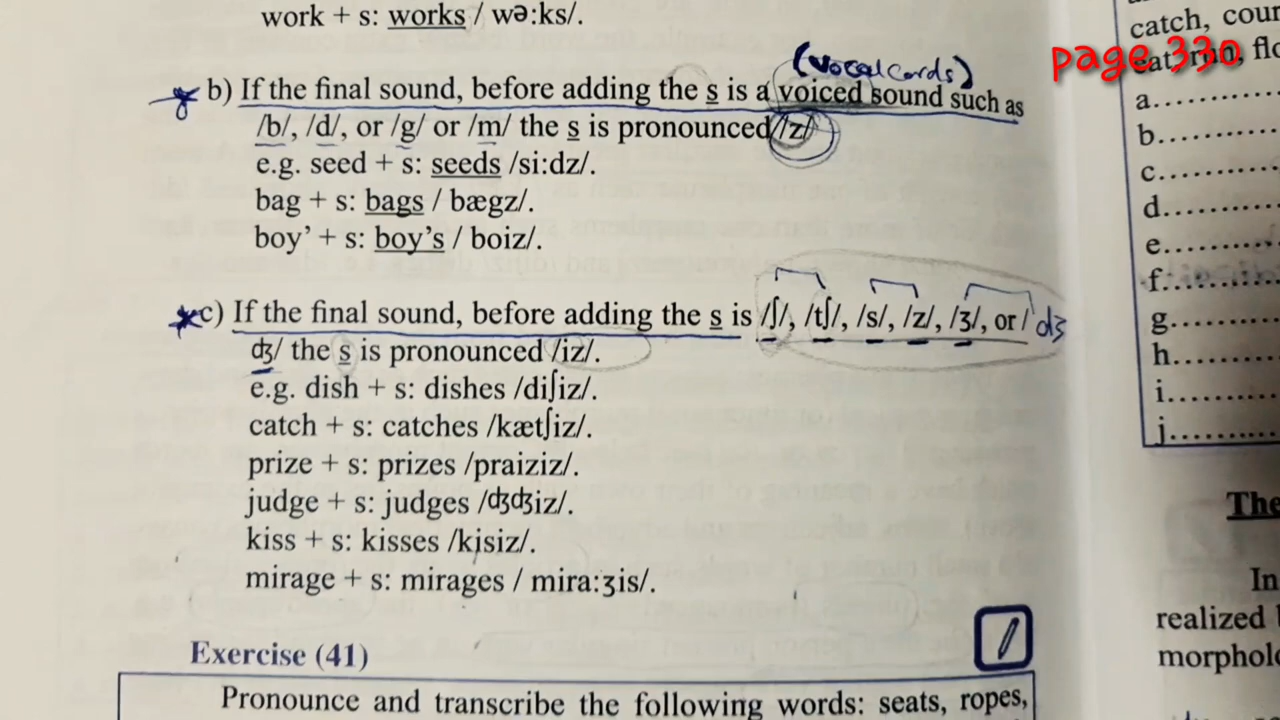 work + s: works / wə:ks/.
(vocal cords)
b) If the final sound, before adding the s is a voiced sound such as
/b/, /d/, or /g/ or /m/ the s is pronounced /z/
e.g. seed + s: seeds /si:dz/.
bag + s: bags / bægz/.
boy' + s: boy's / boiz/.
c) If the final sound, before adding the s is /ʃ/, /tʃ/, /s/, /z/, /ʒ/, or / dʒ
ʤ/ the s is pronounced /iz/.
e.g. dish + s: dishes /diʃiz/.
catch + s: catches /kætʃiz/.
prize + s: prizes /praiziz/.
judge + s: judges /ʤʤiz/.
kiss + s: kisses /kisiz/.
mirage + s: mirages / mira:ʒis/.
Exercise (41)
Pronounce and transcribe the following words: seats, ropes,
page 330
catch,
a..........
b..........
c..........
d..........
e..........
f..........
g..........
h..........
i..........
j..........
The
In
realized